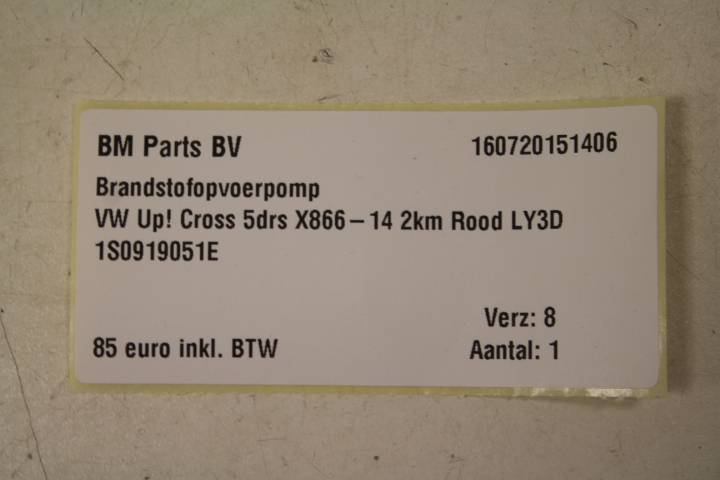 BM Parts BV 160720151406
Brandstofopvoerpomp
VW Up! Cross 5drs X866-14 2km Rood LY3D
1S0919051E
Verz: 8
85 euro inkl. BTW Aantal: 1